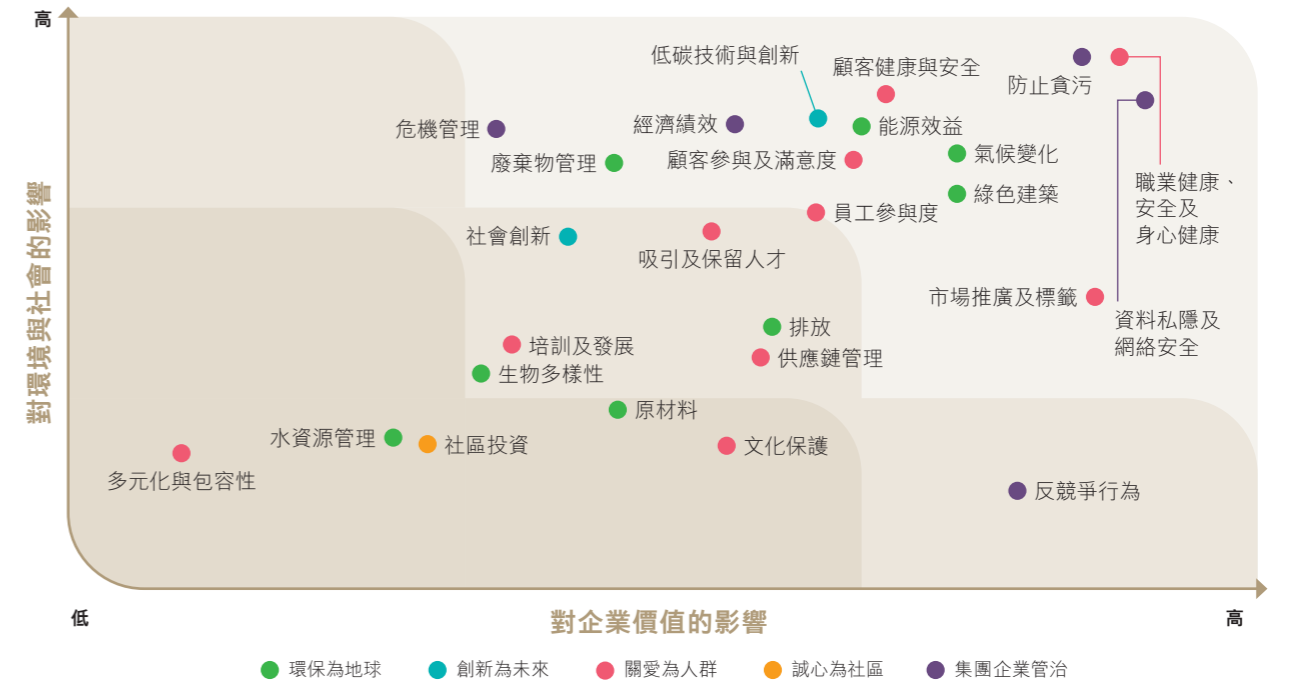 高
低碳技術與創新
顧客健康與安全
防止貪污
危機管理
經濟績效
能源效益
廢棄物管理
顧客參與及滿意度
氣候變化
職業健康、
安全及
身心健康
綠色建築
員工參與度
社會創新
吸引及保留人才
市場推廣及標籤
資料私隱及
網絡安全
排放
培訓及發展
供應鏈管理
生物多樣性
原材料
水資源管理
社區投資
文化保護
多元化與包容性
反競爭行為
對環境與社會的影響
低
對企業價值的影響
高
環保為地球
創新為未來
關愛為人群
誠心為社區
集團企業管治